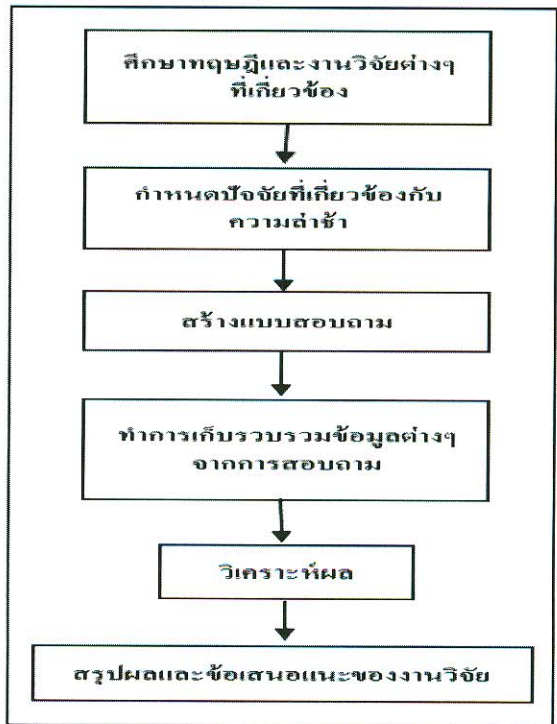 ศึกษาทฤษฎีและงานวิจัยต่างๆ
ที่เกี่ยวข้อง
กำหนดปัจจัยที่เกี่ยวข้องกับ
ความล่าช้า
สร้างแบบสอบถาม
ทำการเก็บรวบรวมข้อมูลต่างๆ
จากการสอบถาม
วิเคราะห์ผล
สรุปผลและข้อเสนอแนะของงานวิจัย